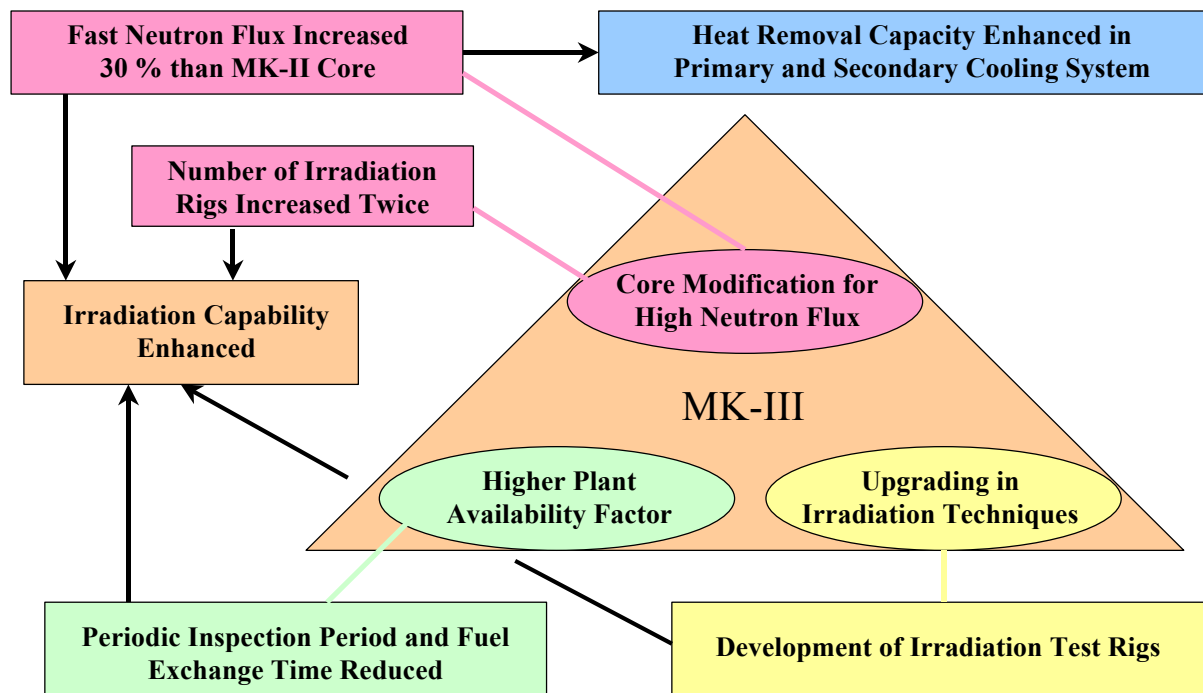 Fast Neutron Flux Increased
30 % than MK-II Core
Heat Removal Capacity Enhanced in
Primary and Secondary Cooling System
Number of Irradiation
Rigs Increased Twice
Core Modification for
High Neutron Flux
Irradiation Capability
Enhanced
MK-III
Higher Plant
Availability Factor
Upgrading in
Irradiation Techniques
Periodic Inspection Period and Fuel
Exchange Time Reduced
Development of Irradiation Test Rigs